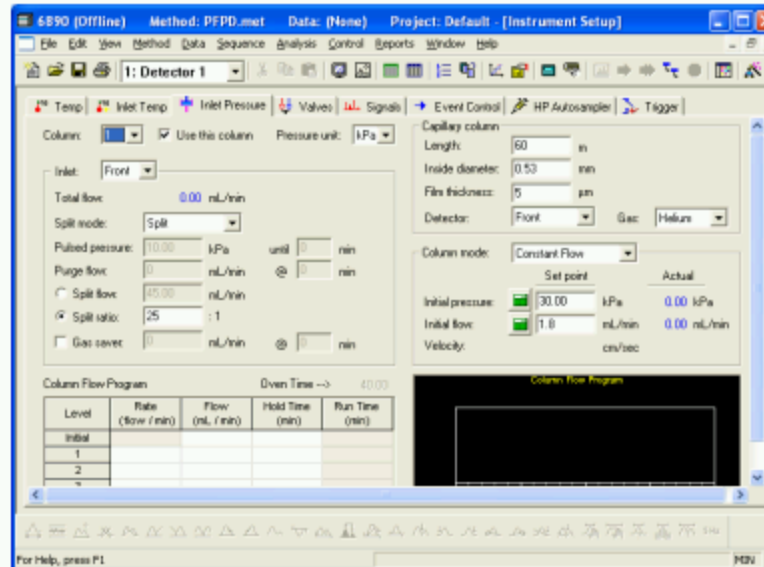 6890 (Offline) Method: PFPD.met Data: (None) Project: Default - [Instrument Setup]
File Edit View Method Data Sequence Analysis Control Reports Window Help
1: Detector 1
Temp Inlet Temp Inlet Pressure Valves Signals Event Control HP Autosampler Trigger
Column: Use this column Pressure unit: kPa
Inlet: Front
Total flow: 0.00 mL/min
Split mode: Split
Pulsed pressure: 10.00 kPa until 0 min
Purge flow: 0 mL/min @ 0 min
Split flow: 45.00 mL/min
Split ratio: 25 : 1
Gas saver: 0 mL/min @ 0 min
Capillary column
Length: 60 m
Inside diameter: 0.53 mm
Film thickness: 5 µm
Detector: Front Gas: Helium
Column mode: Constant Flow
Set point Actual
Initial pressure: 30.00 kPa 0.00 kPa
Initial flow: 1.8 mL/min 0.00 mL/min
Velocity: cm/sec
Column Flow Program Oven Time --> 40.00
Level Rate (flow / min) Flow (mL / min) Hold Time (min) Run Time (min)
Initial
1
2
Column Flow Program
For Help, press F1
MIN